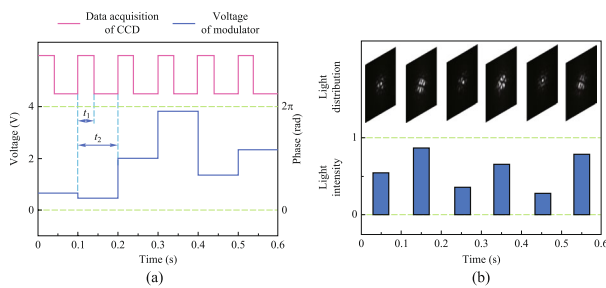 Data acquisition
of CCD
Voltage
of modulator
4
2
0
Voltage (V)
t1
t2
2π
0
Phase (rad)
0
0.1
0.2
0.3
0.4
0.5
0.6
Time (s)
(a)
Light
distribution
1
0
Light
intensity
0
0.1
0.2
0.3
0.4
0.5
0.6
Time (s)
(b)